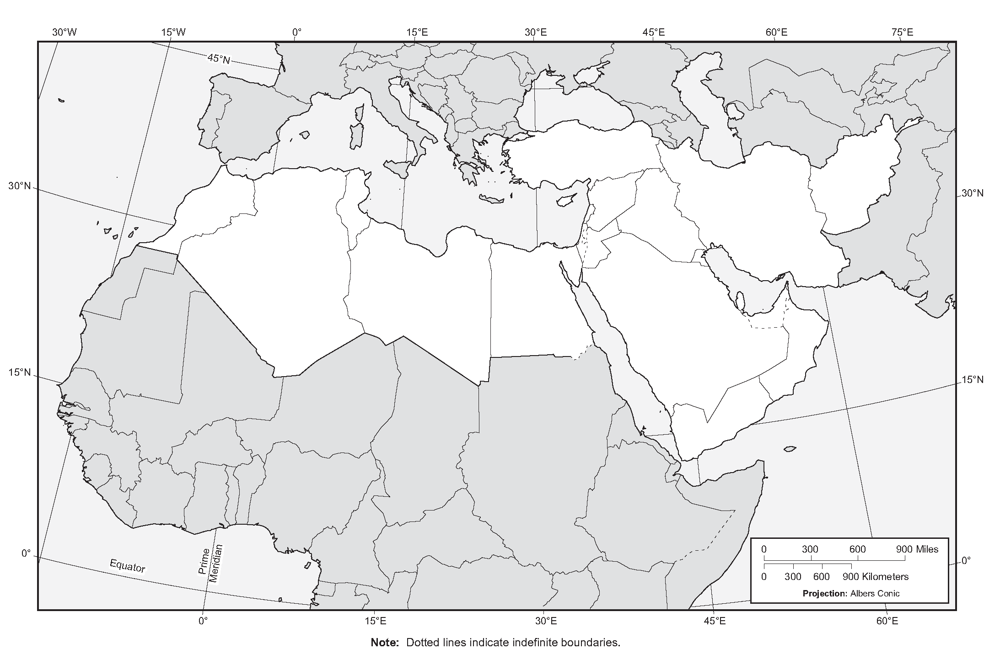 30°W 15°W 0° 15°E 30°E 45°E 60°E 75°E
45°N
30°N 30°N
15°N 15°N
0° 0°
Equator
Prime
Meridian
0 300 600 900 Miles
0 300 600 900 Kilometers
Projection: Albers Conic
0° 15°E 30°E 45°E 60°E
Note: Dotted lines indicate indefinite boundaries.